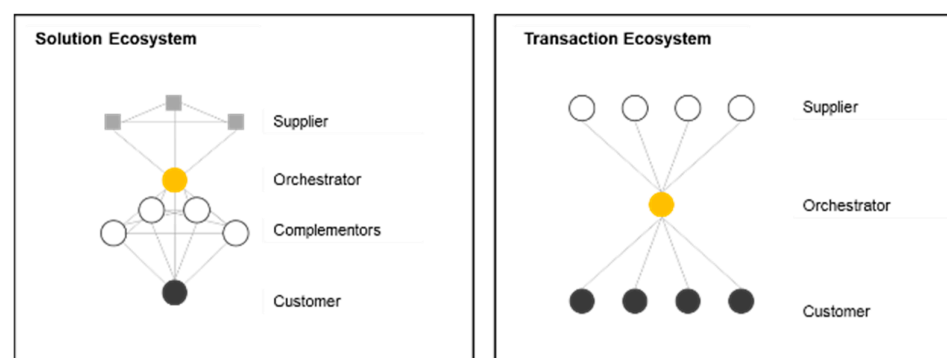 Solution Ecosystem
Supplier
Orchestrator
Complementors
Customer
Transaction Ecosystem
Supplier
Orchestrator
Customer